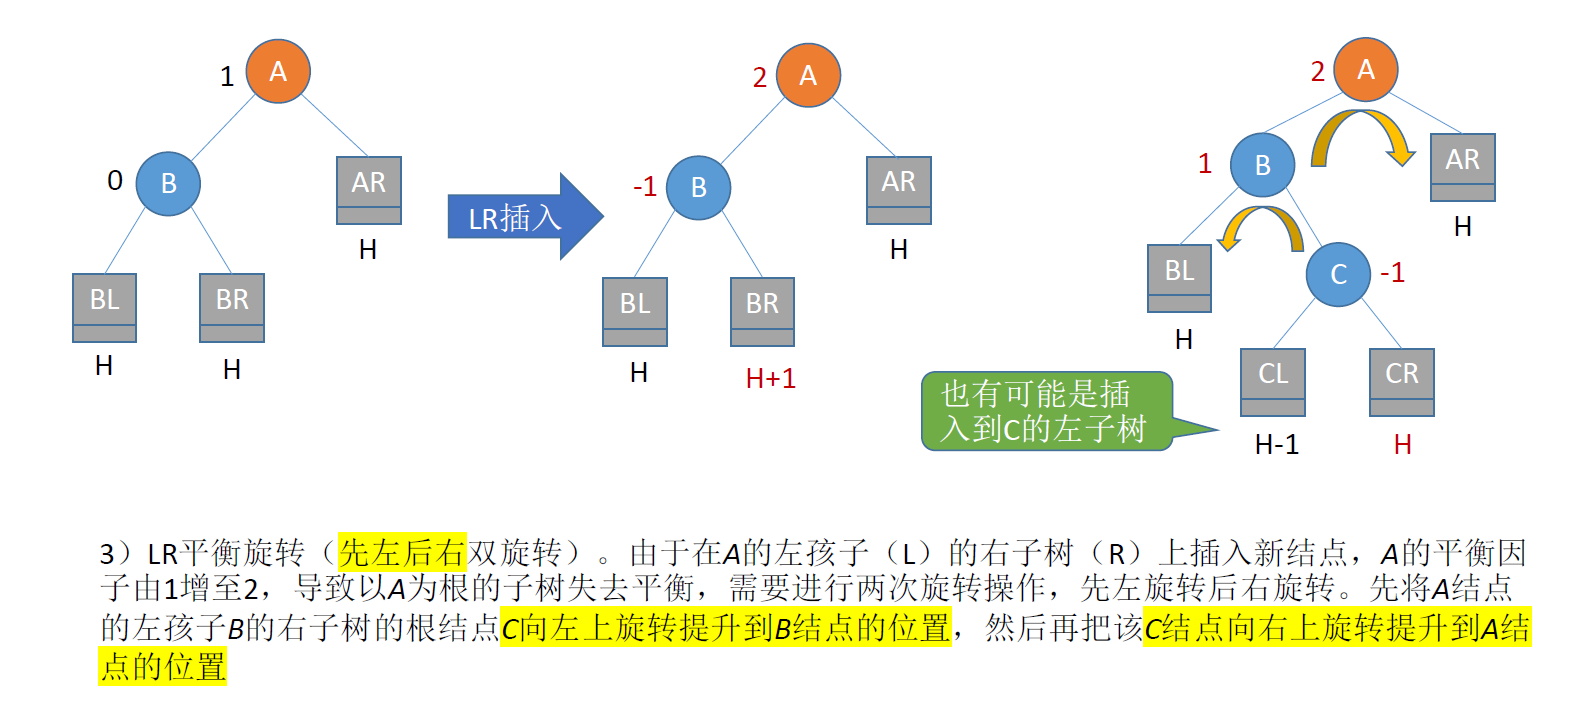 1
A
0
B
AR
H
BL
BR
H
H
LR插入
2
A
-1
B
AR
H
BL
BR
H
H+1
2
A
1
B
AR
H
BL
C
-1
H
CL
CR
H-1
H
也有可能是插
入到C的左子树
3）LR平衡旋转（先左后右双旋转）。由于在A的左孩子（L）的右子树（R）上插入新结点，A的平衡因
子由1增至2，导致以A为根的子树失去平衡，需要进行两次旋转操作，先左旋转后右旋转。先将A结点
的左孩子B的右子树的根结点C向左上旋转提升到B结点的位置，然后再把该C结点向右上旋转提升到A结
点的位置